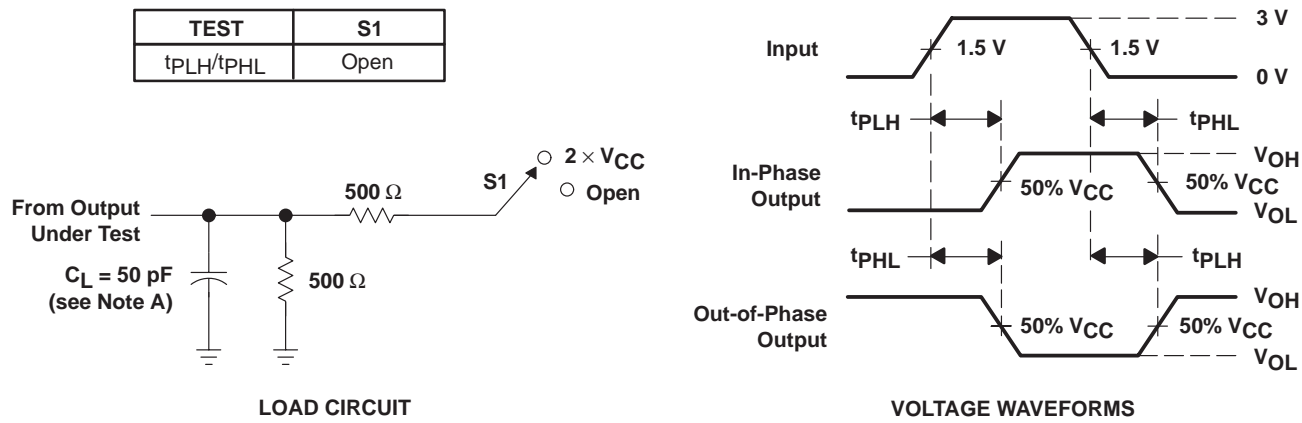 TEST S1
tPLH/tPHL Open
S1
2 × VCC
Open
500 Ω
From Output
Under Test
CL = 50 pF
(see Note A)
500 Ω
LOAD CIRCUIT
Input
1.5 V
1.5 V
3 V
0 V
tPLH
tPHL
In-Phase
Output
50% VCC
50% VCC
VOH
VOL
tPHL
tPLH
Out-of-Phase
Output
50% VCC
50% VCC
VOH
VOL
VOLTAGE WAVEFORMS